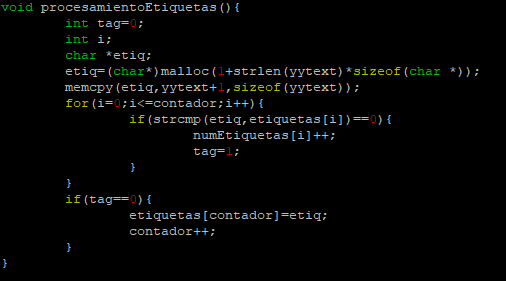 void procesamientoEtiquetas(){
        int tag=0;
        int i;
        char *etiq;
        etiq=(char*)malloc(1+strlen(yytext)*sizeof(char *));
        memcpy(etiq,yytext+1,sizeof(yytext));
        for(i=0;i<=contador;i++){
                if(strcmp(etiq,etiquetas[i])==0){
                        numEtiquetas[i]++;
                        tag=1;
                }
        }
        if(tag==0){
                etiquetas[contador]=etiq;
                contador++;
        }
}